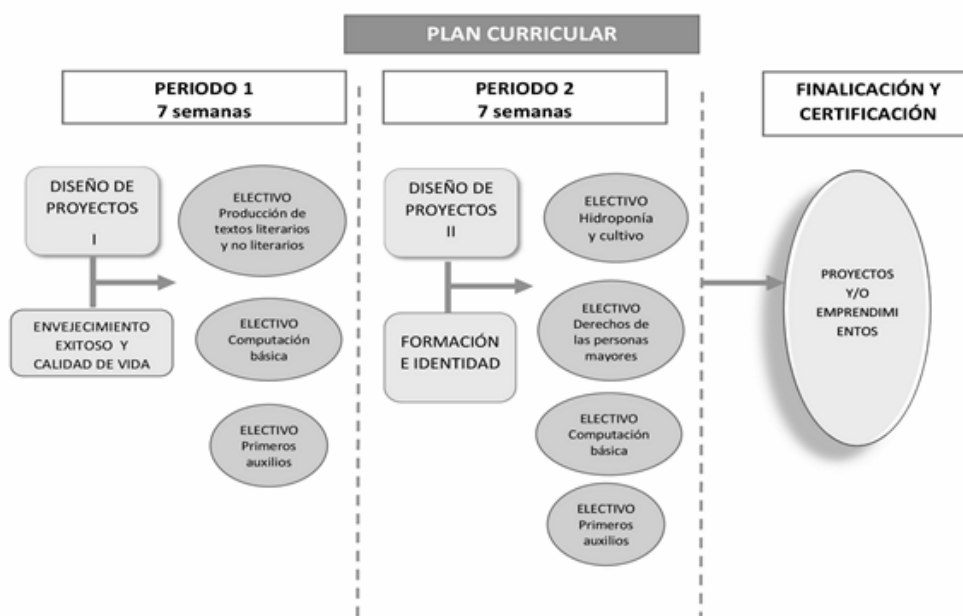 PLAN CURRICULAR
PERIODO 1
7 semanas
DISEÑO DE
PROYECTOS
I
ENVEJECIMIENTO
EXITOSO Y
CALIDAD DE VIDA
ELECTIVO
Producción de
textos literarios
y no literarios
ELECTIVO
Computación
básica
ELECTIVO
Primeros
auxilios
PERIODO 2
7 semanas
DISEÑO DE
PROYECTOS
II
FORMACIÓN
E IDENTIDAD
ELECTIVO
Hidroponía
y cultivo
ELECTIVO
Derechos de
las personas
mayores
ELECTIVO
Computación
básica
ELECTIVO
Primeros
auxilios
FINALICACIÓN Y
CERTIFICACIÓN
PROYECTOS
Y/O
EMPRENDIMI
ENTOS